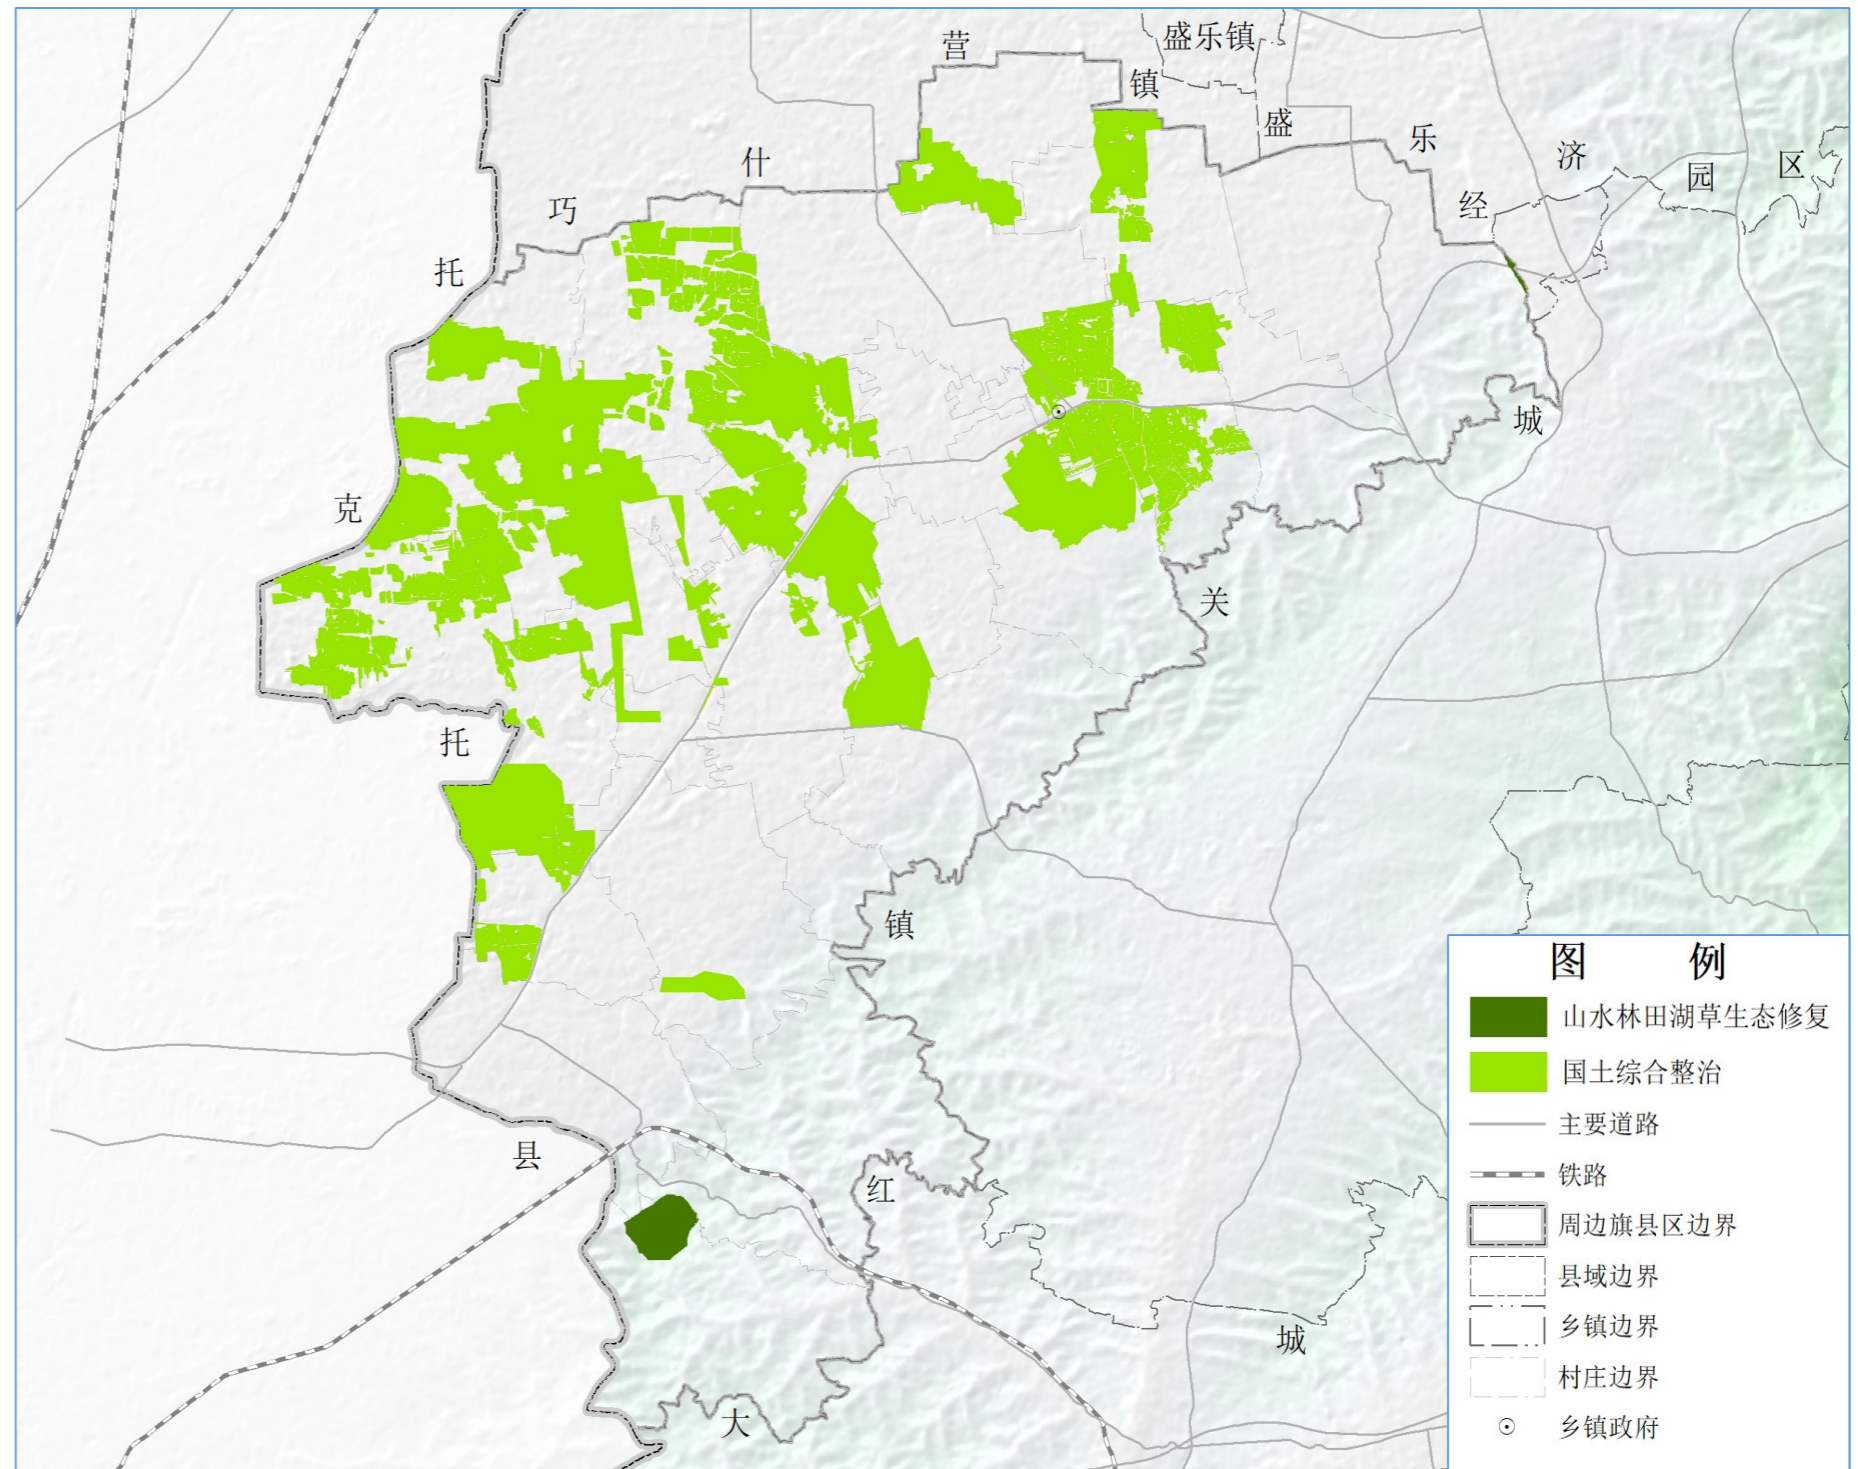 营
盛乐镇
镇
盛
乐
济
区
什
园
巧
经
托
城
克
关
托
镇
县
红
城
大
图 例
山水林田湖草生态修复
国土综合整治
主要道路
铁路
周边旗县区边界
县域边界
乡镇边界
村庄边界
乡镇政府